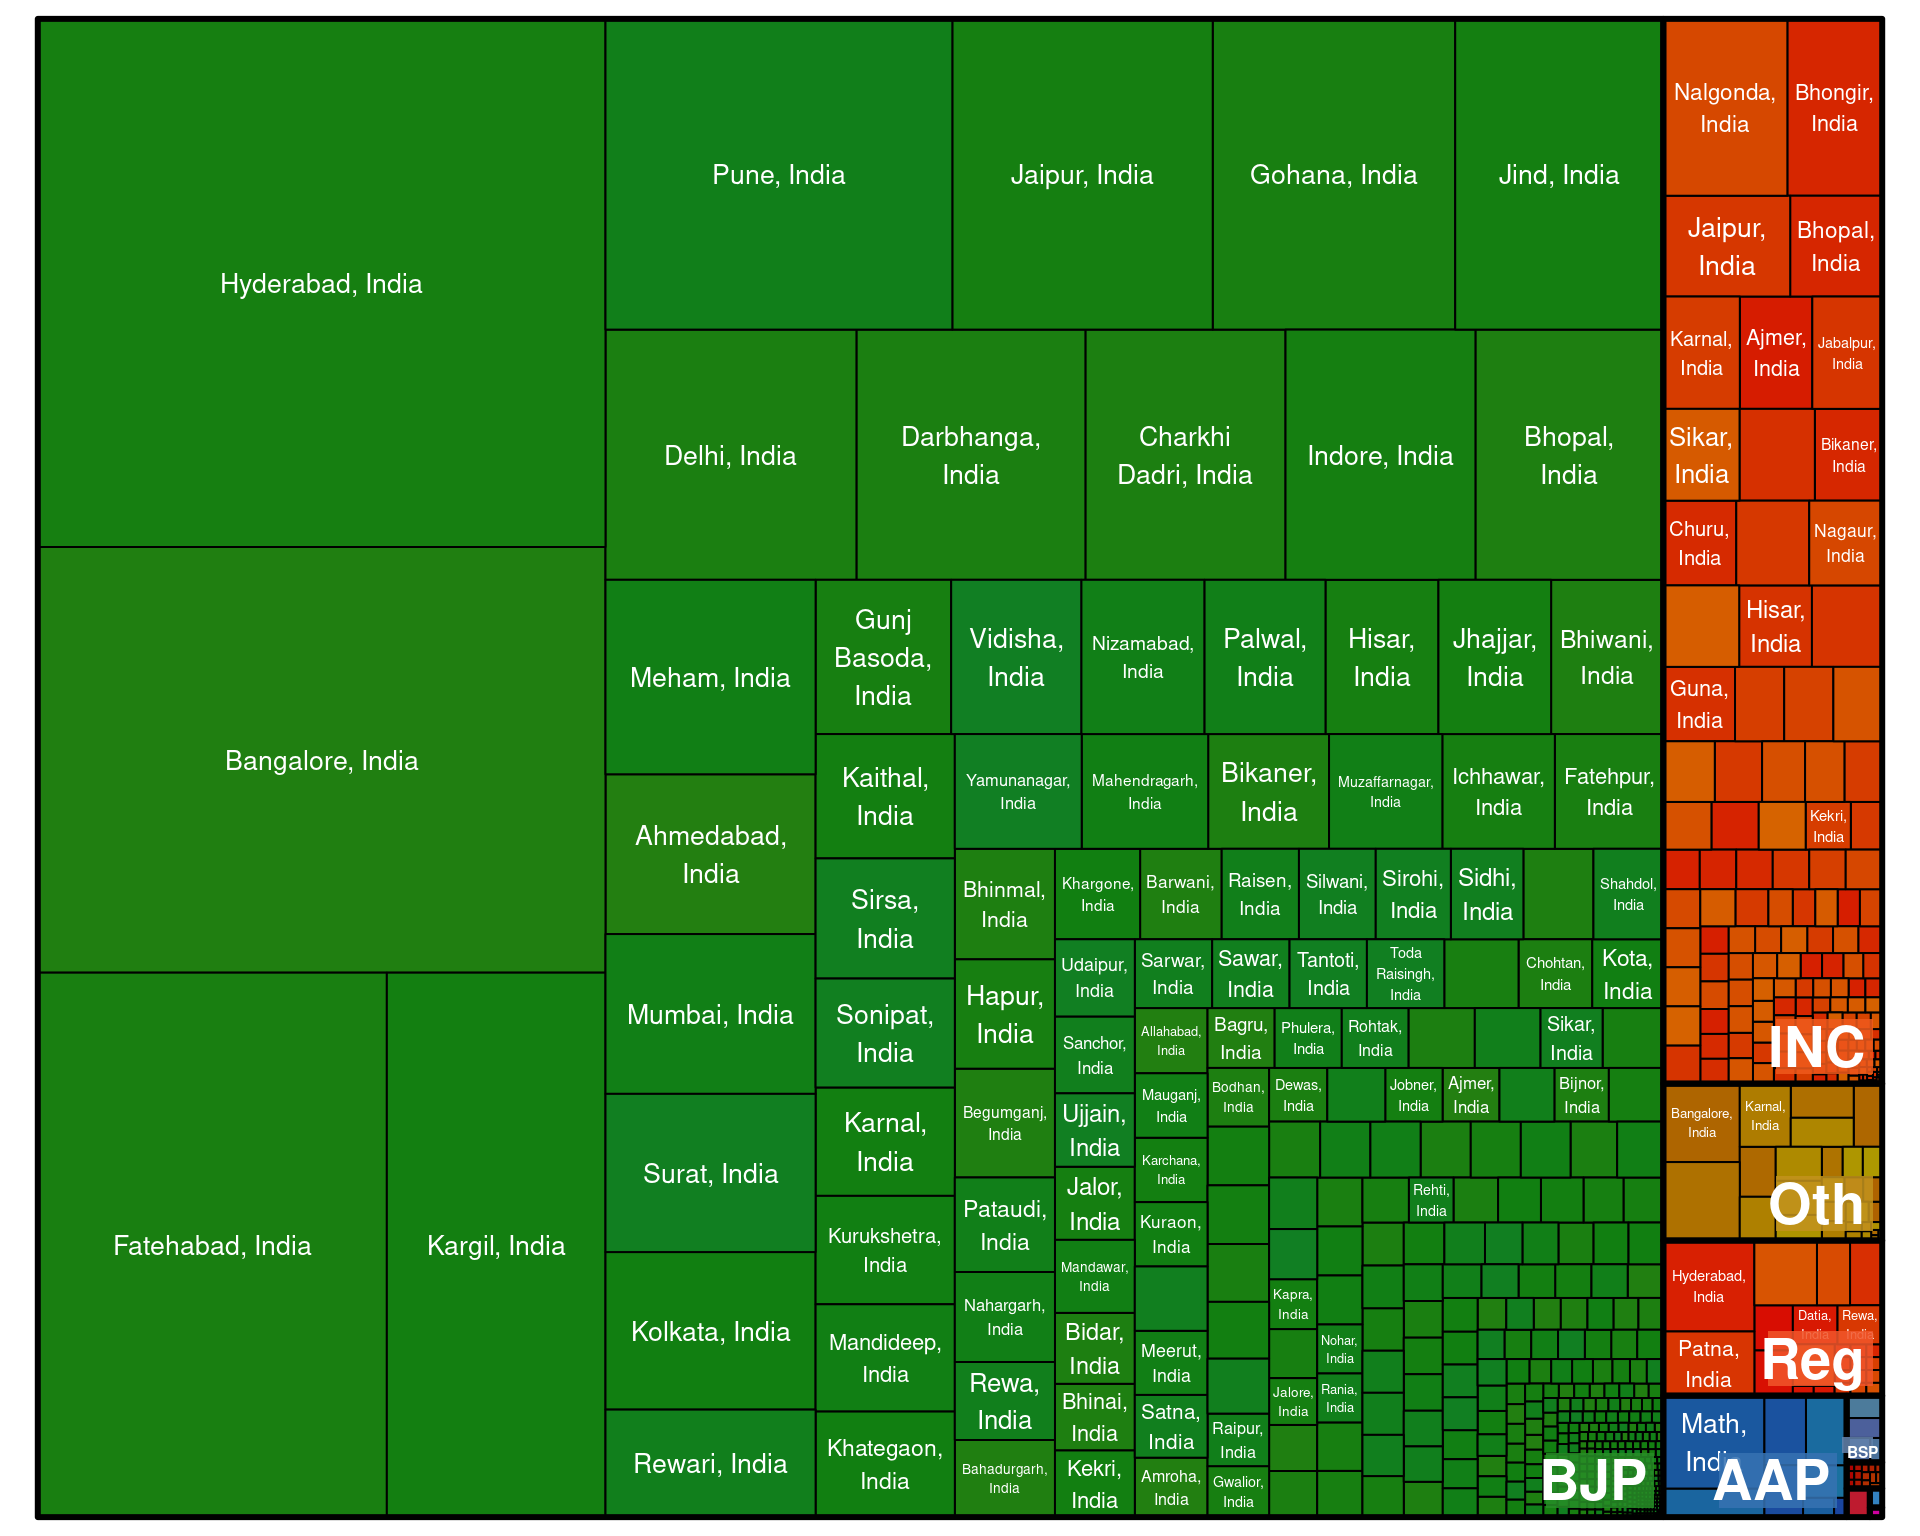 Hyderabad, India
Pune, India
Jaipur, India
Gohana, India
Jind, India
Delhi, India
Darbhanga,
India
Charkhi
Dadri, India
Indore, India
Bhopal,
India
Bangalore, India
Fatehabad, India
Kargil, India
Meham, India
Ahmedabad,
India
Mumbai, India
Surat, India
Kolkata, India
Rewari, India
Gunj
Basoda,
India
Vidisha,
India
Nizamabad,
India
Palwal,
India
Hisar,
India
Jhajjar,
India
Bhiwani,
India
Kaithal,
India
Sirsa,
India
Sonipat,
India
Karnal,
India
Kurukshetra,
India
Mandideep,
India
Khategaon,
India
Yamunanagar,
India
Mahendragarh,
India
Bikaner,
India
Muzaffarnagar,
India
Ichhawar,
India
Fatehpur,
India
Bhinmal,
India
Hapur,
India
Begumganj,
India
Pataudi,
India
Nahargarh,
India
Rewa,
India
Bahadurgarh,
India
Khargone,
India
Barwani,
India
Raisen,
India
Silwani,
India
Sirohi,
India
Sidhi,
India
Shahdol,
India
Udaipur,
India
Sanchor,
India
Ujjain,
India
Jalor,
India
Mandawar,
India
Bidar,
India
Bhinai,
India
Kekri,
India
Sarwar,
India
Sawar,
India
Tantoti,
India
Toda
Raisingh,
India
Chohtan,
India
Kota,
India
Allahabad,
India
Mauganj,
India
Karchana,
India
Kuraon,
India
Meerut,
India
Satna,
India
Amroha,
India
Bagru,
India
Phulera,
India
Rohtak,
India
Sikar,
India
Bodhan,
India
Dewas,
India
Jobner,
India
Ajmer,
India
Bijnor,
India
Rehti,
India
Kapra,
India
Nohar,
India
Jalore,
India
Rania,
India
Raipur,
India
Gwalior,
India
BJP
Nalgonda,
India
Bhongir,
India
Jaipur,
India
Bhopal,
India
Karnal,
India
Ajmer,
India
Jabalpur,
India
Sikar,
India
Bikaner,
India
Churu,
India
Nagaur,
India
Hisar,
India
Guna,
India
Kekri,
India
INC
Bangalore,
India
Karnal,
India
Oth
Hyderabad,
India
Datia,
India
Rewa,
India
Patna,
India
Reg
Math,
India
AAP
BSP